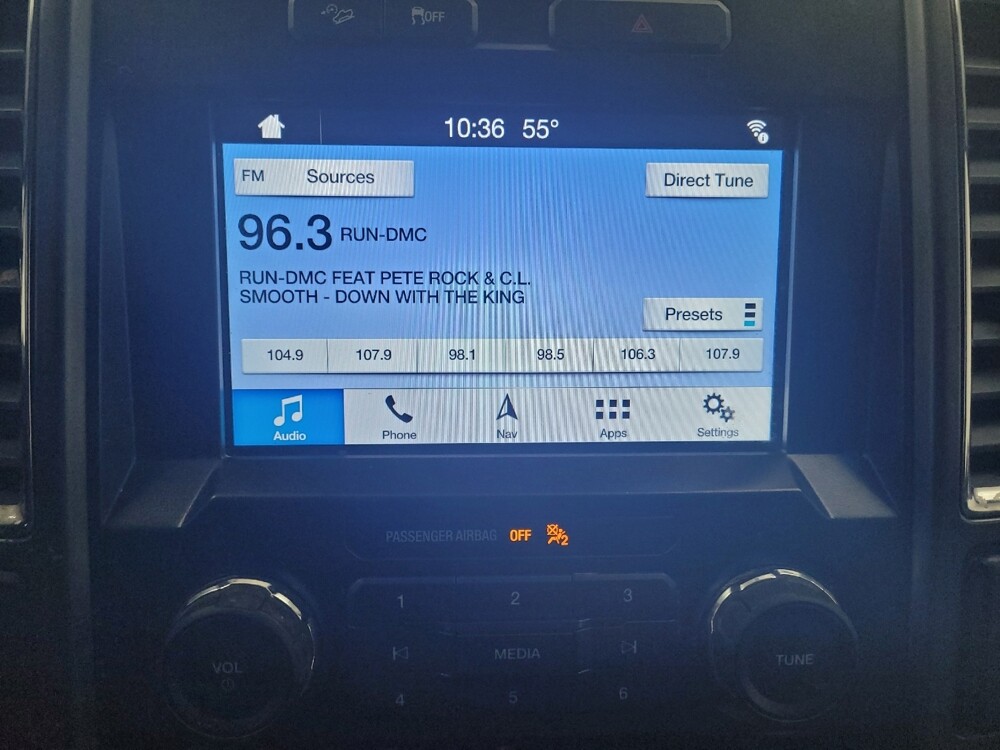 OFF
10:36 55°
FM Sources
Direct Tune
96.3 RUN-DMC
RUN-DMC FEAT PETE ROCK & C.L.
SMOOTH - DOWN WITH THE KING
Presets
104.9 107.9 98.1 98.5 106.3 107.9
Audio Phone Nav Apps Settings
PASSENGER AIRBAG OFF 2
1 2 3
VOL MEDIA TUNE
4 5 6